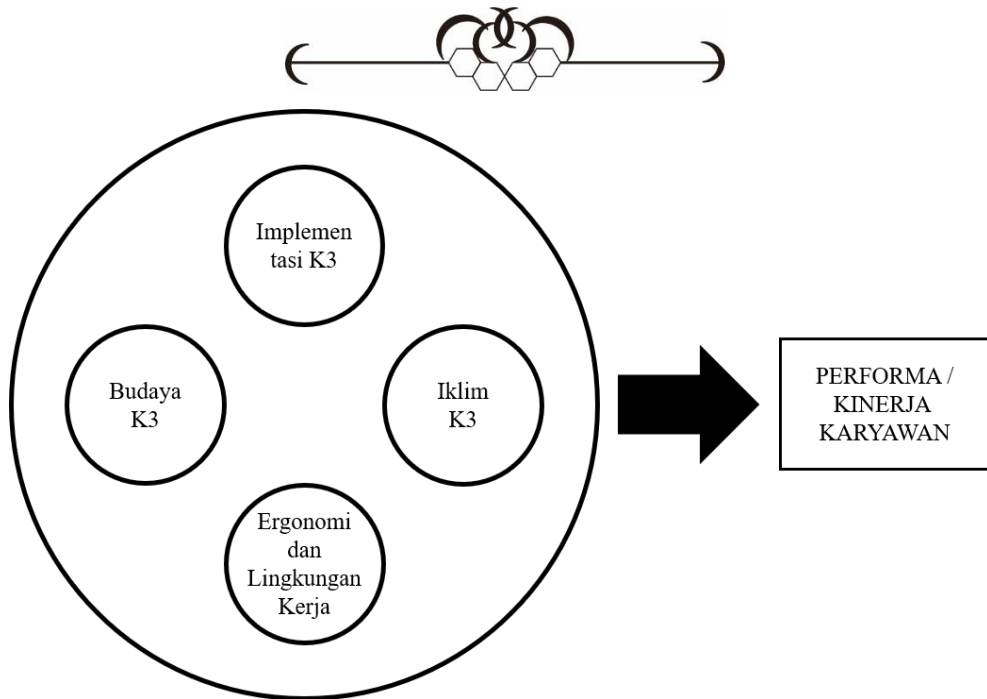 Implemen
tasi K3
Budaya
K3
Iklim
K3
Ergonomi
dan
Lingkungan
Kerja
PERFORMA /
KINERJA
KARYAWAN